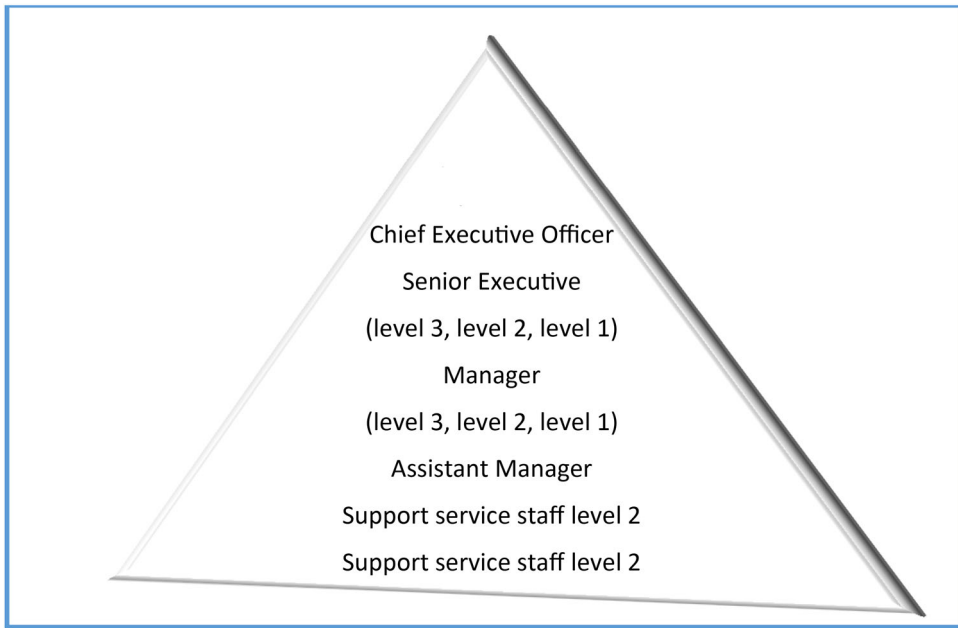 Chief Executive Officer
Senior Executive
(level 3, level 2, level 1)
Manager
(level 3, level 2, level 1)
Assistant Manager
Support service staff level 2
Support service staff level 2